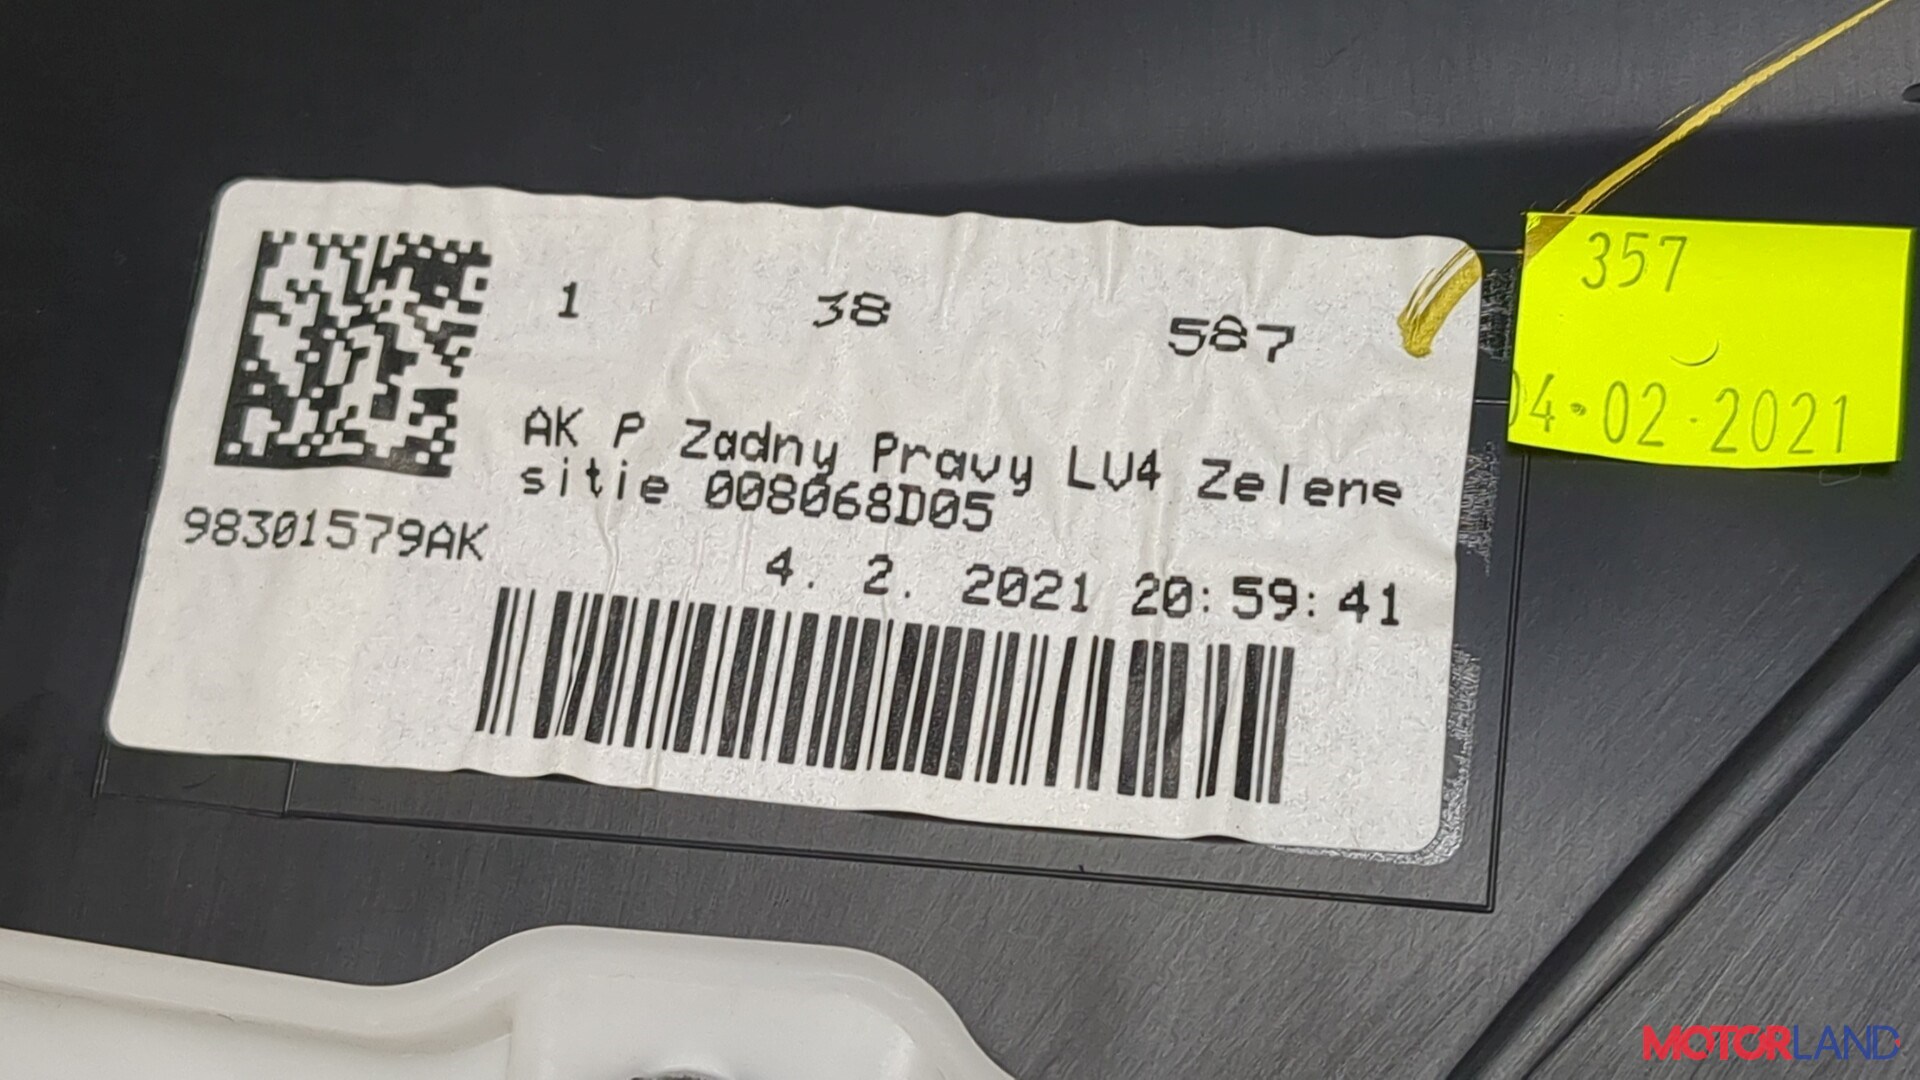 1 38 587
AK P Zadny Pravy LV4 Zelene
sitie 008068D05
98301579AK
4. 2. 2021 20:59:41
357
04-02-2021
MOTORLAND